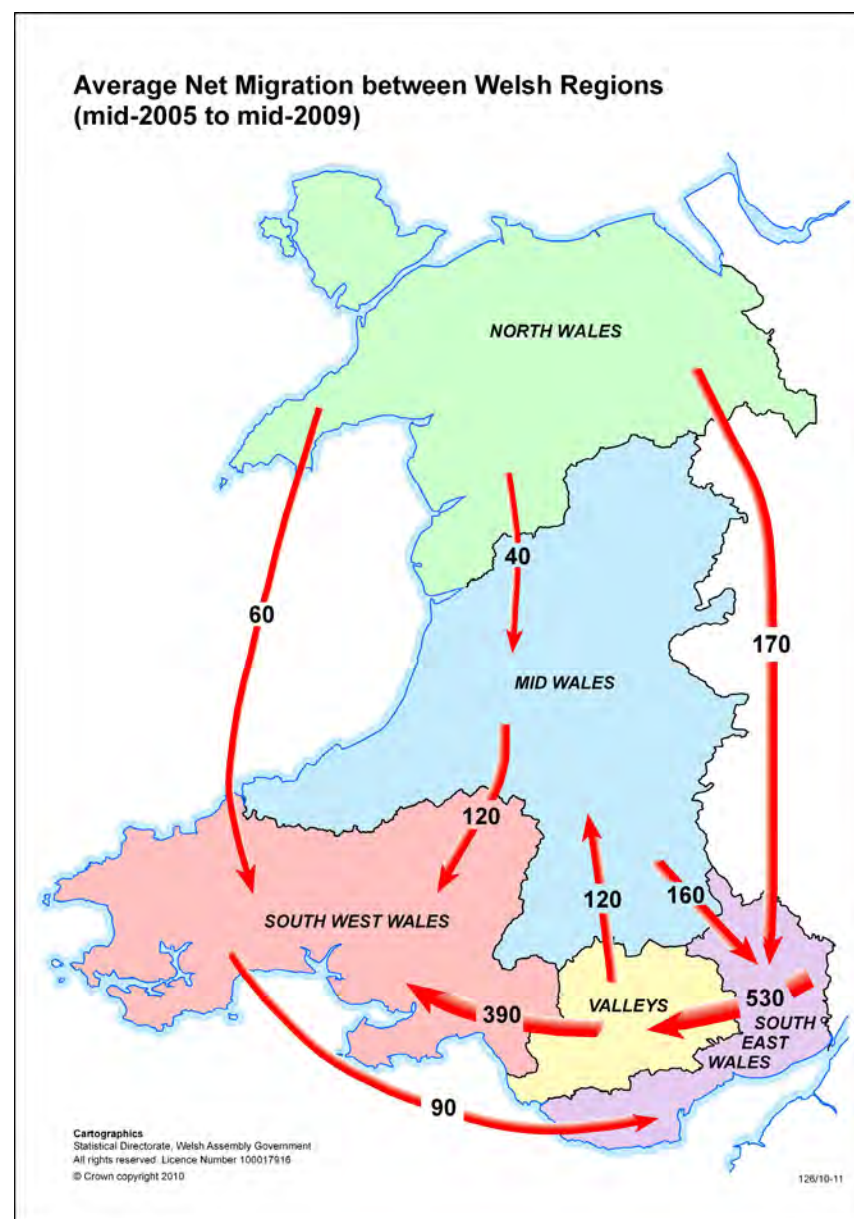 Average Net Migration between Welsh Regions
(mid-2005 to mid-2009)
NORTH WALES
40
60
170
MID WALES
120
120
160
SOUTH WEST WALES
VALLEYS
530
390
SOUTH
EAST
WALES
90
Cartographics
Statistical Directorate, Welsh Assembly Government
All rights reserved. Licence Number 100017916
© Crown copyright 2010
126/10-11